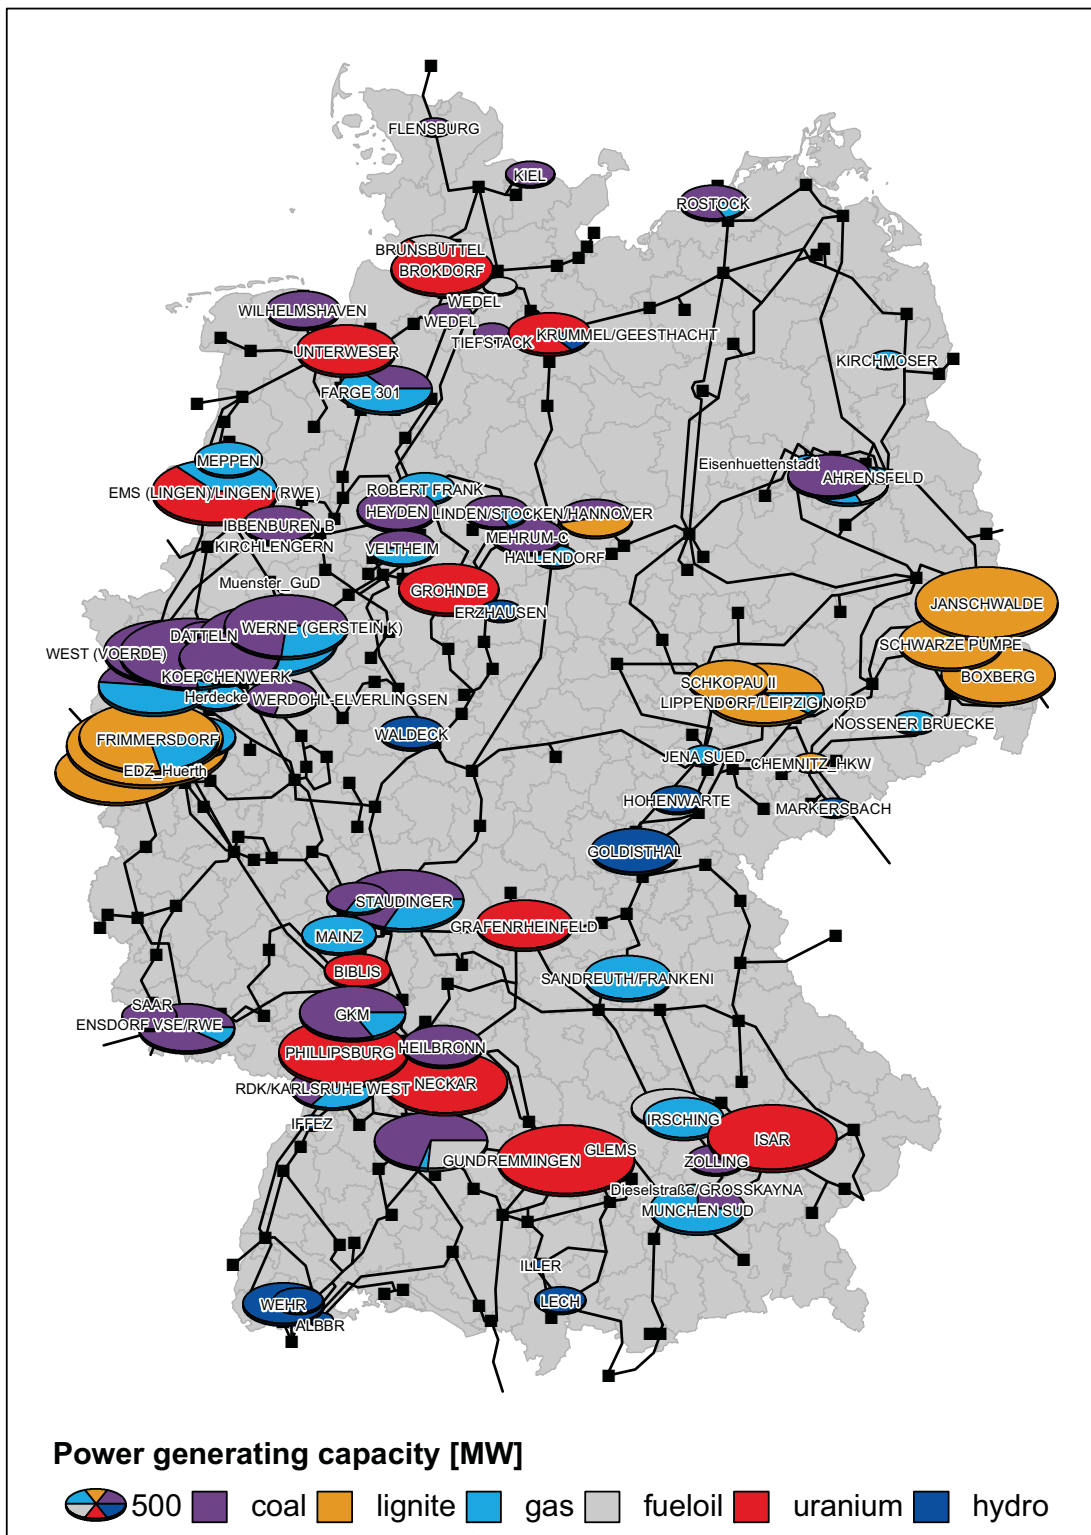 FLENSBURG
KIEL
ROSTOCK
BRUNSBUTTEL
BROKDORF
WEDEL
WILHELMSHAVEN
WEDEL
TIEFSTACK
KRUMMEL/GEESTHACHT
UNTERWESER
KIRCHMOSER
FARGE 301
MEPPEN
Eisenhuettenstadt
AHRENSFELD
EMS (LINGEN)/LINGEN (RWE)
ROBERT FRANK
HEYDEN
LINDEN/STOCKEN/HANNOVER
IBBENBUREN B
MEHRUM-C
KIRCHLENGERN
VELTHEIM
HALLENDORF
Muenster_GuD
GROHNDE
ERZHAUSEN
JANSCHWALDE
WERNE (GERSTEIN K)
DATTELN
SCHWARZE PUMPE
WEST (VOERDE)
KOEPCHENWERK
BOXBERG
SCHKOPAU II
Herdecke
WERDOHL-ELVERLINGSEN
LIPPENDORF/LEIPZIG NORD
NOSSENER BRUECKE
WALDECK
FRIMMERSDORF
JENA SUED
CHEMNITZ_HKW
EDZ_Huerth
HOHENWARTE
MARKERSBACH
GOLDISTHAL
STAUDINGER
GRAFENRHEINFELD
MAINZ
BIBLIS
SANDREUTH/FRANKENI
SAAR
GKM
ENSDORF VSE/RWE
HEILBRONN
PHILLIPSBURG
RDK/KARLSRUHE WEST
NECKAR
IFFEZ
IRSCHING
ISAR
GLEMS
GUNDREMMINGEN
ZOLLING
Dieselstraße/GROSSKAYNA
MUNCHEN SUD
ILLER
LECH
WEHR
ALBBR
Power generating capacity [MW]
500 coal lignite gas fueloil uranium hydro